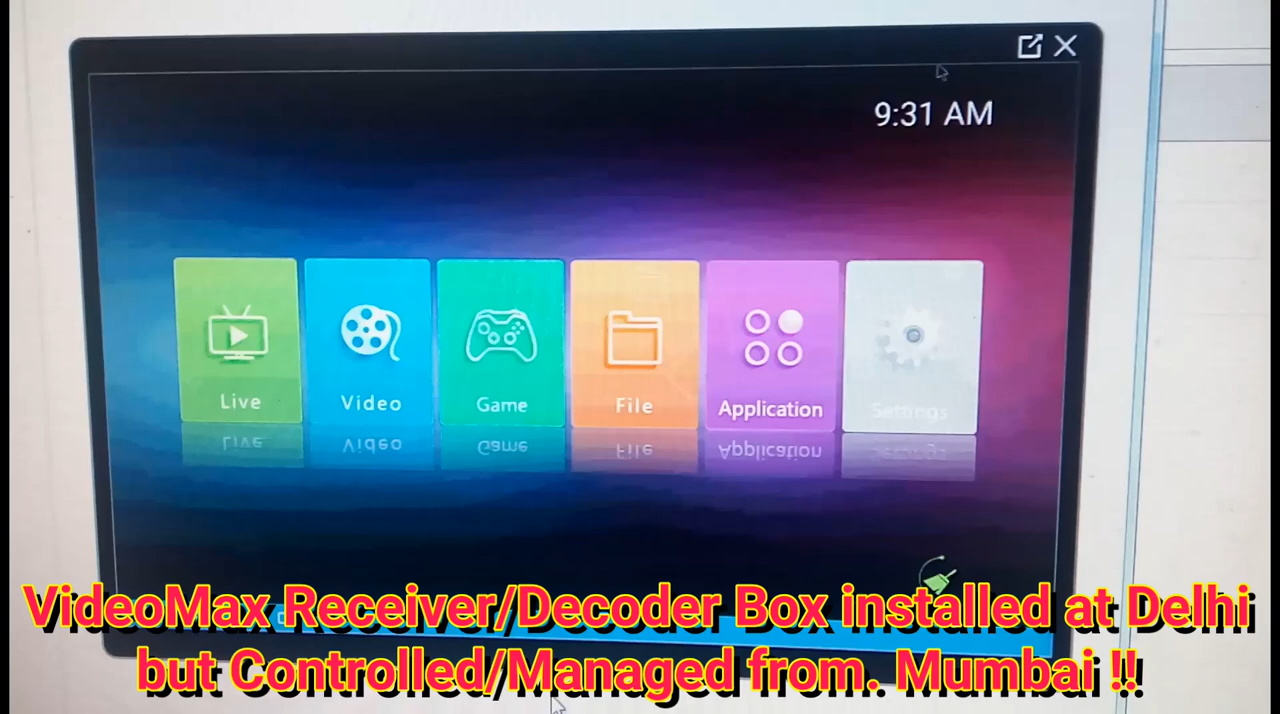 9:31 AM
Live Video Game File Application Settings
VideoMax Receiver/Decoder Box installed at Delhi
but Controlled/Managed from. Mumbai !!